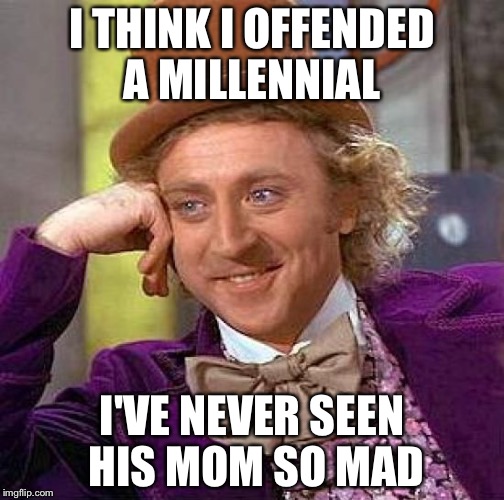 I THINK I OFFENDED
A MILLENNIAL
I'VE NEVER SEEN
HIS MOM SO MAD
imgflip.com